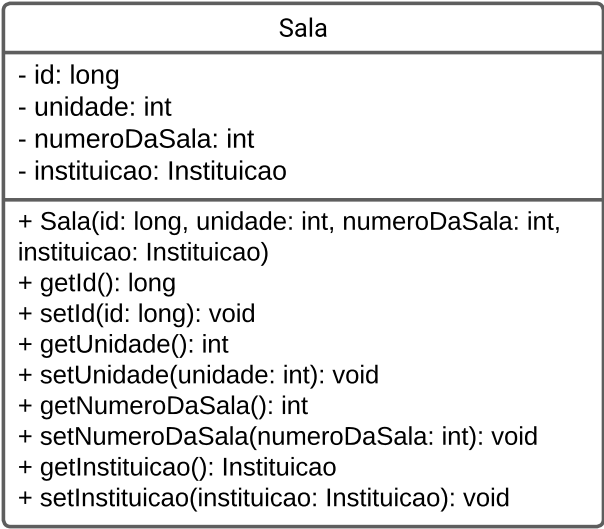 Sala
- id: long
- unidade: int
- numeroDaSala: int
- instituicao: Instituicao
+ Sala(id: long, unidade: int, numeroDaSala: int,
instituicao: Instituicao)
+ getId(): long
+ setId(id: long): void
+ getUnidade(): int
+ setUnidade(unidade: int): void
+ getNumeroDaSala(): int
+ setNumeroDaSala(numeroDaSala: int): void
+ getInstituicao(): Instituicao
+ setInstituicao(instituicao: Instituicao): void